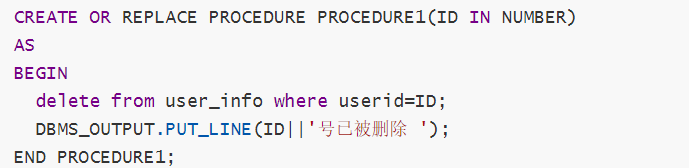 CREATE OR REPLACE PROCEDURE PROCEDURE1(ID IN NUMBER)
AS
BEGIN
  delete from user_info where userid=ID;
  DBMS_OUTPUT.PUT_LINE(ID||'号已被删除 ');
END PROCEDURE1;